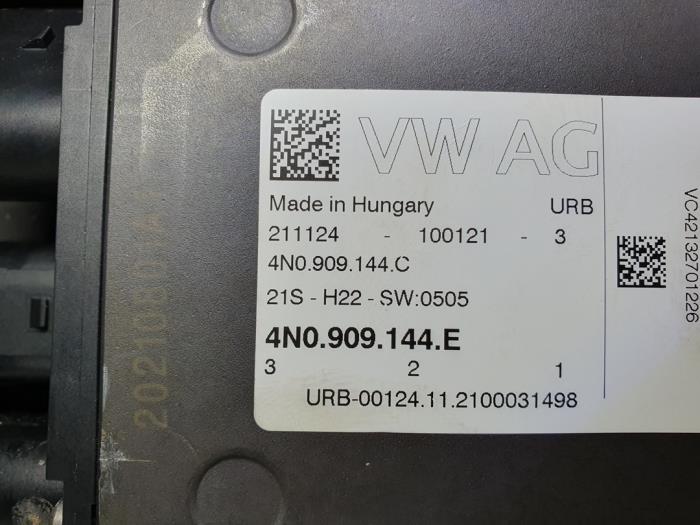 VW AG
Made in Hungary URB
211124 - 100121 - 3
4N0.909.144.C
21S - H22 - SW:0505
4N0.909.144.E
3 2 1
URB-00124.11.2100031498
VC42132701226